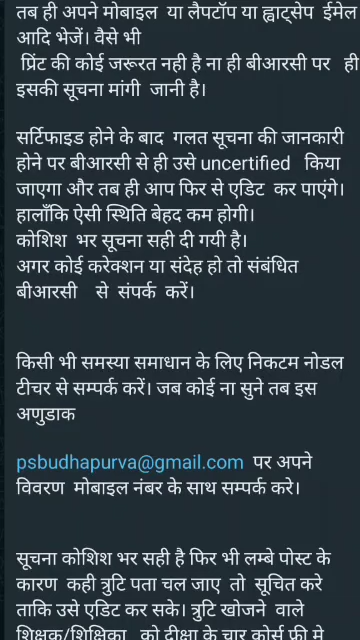 तब ही अपने मोबाइल या लैपटॉप या ह्वाट्सेप ईमेल
आदि भेजें। वैसे भी
प्रिंट की कोई जरूरत नही है ना ही बीआरसी पर ही
इसकी सूचना मांगी जानी है।
सर्टिफाइड होने के बाद गलत सूचना की जानकारी
होने पर बीआरसी से ही उसे uncertified किया
जाएगा और तब ही आप फिर से एडिट कर पाएंगे।
हालाँकि ऐसी स्थिति बेहद कम होगी।
कोशिश भर सूचना सही दी गयी है।
अगर कोई करेक्शन या संदेह हो तो संबंधित
बीआरसी से संपर्क करें।
किसी भी समस्या समाधान के लिए निकटम नोडल
टीचर से सम्पर्क करें। जब कोई ना सुने तब इस
अणुडाक
psbudhapurva@gmail.com पर अपने
विवरण मोबाइल नंबर के साथ सम्पर्क करे।
सूचना कोशिश भर सही है फिर भी लम्बे पोस्ट के
कारण कही त्रुटि पता चल जाए तो सूचित करे
ताकि उसे एडिट कर सके। त्रुटि खोजने वाले
शिक्षक/शिक्षिका को दीक्षा के चार कोर्स फ्री से